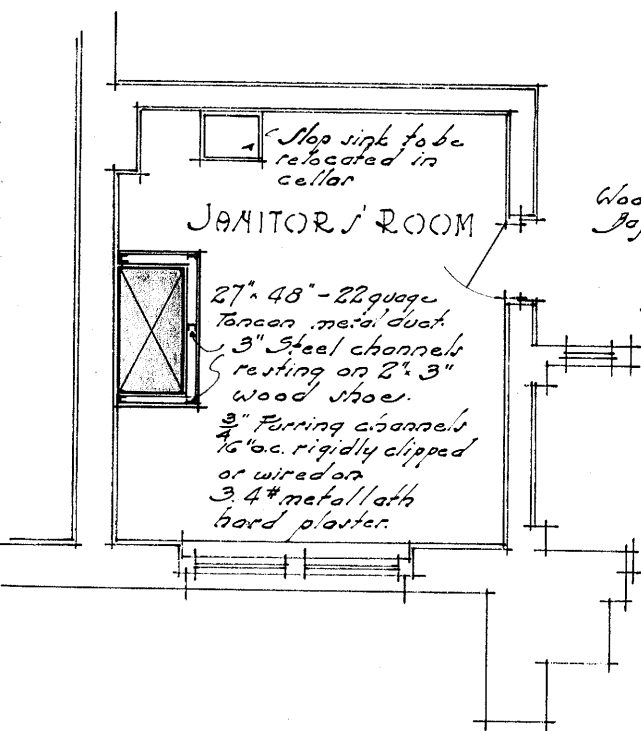 Slop sink to be
relocated in
cellar
JANITORS' ROOM
27" x 48" - 22 guage
Toncan metal duct.
3" Steel channels
resting on 2" x 3"
wood shoe.
3/4" Furring channels
16" o.c. rigidly clipped
or wired on
3.4# metal lath
hard plaster.